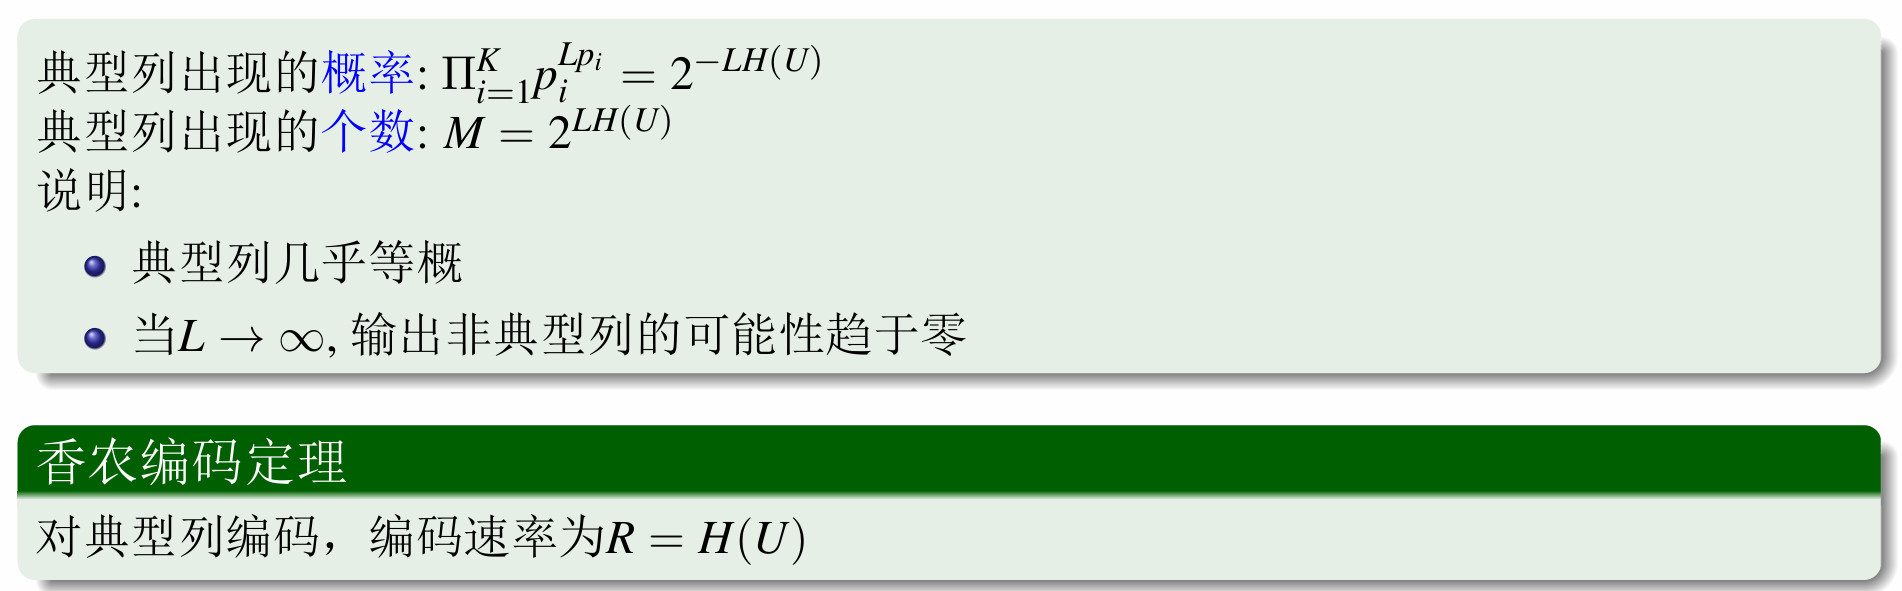 典型列出现的概率: $\Pi_{i=1}^{K} p_i^{Lp_i} = 2^{-LH(U)}$
典型列出现的个数: $M = 2^{LH(U)}$
说明:
典型列几乎等概
当$L \to \infty$, 输出非典型列的可能性趋于零
香农编码定理
对典型列编码，编码速率为$R = H(U)$